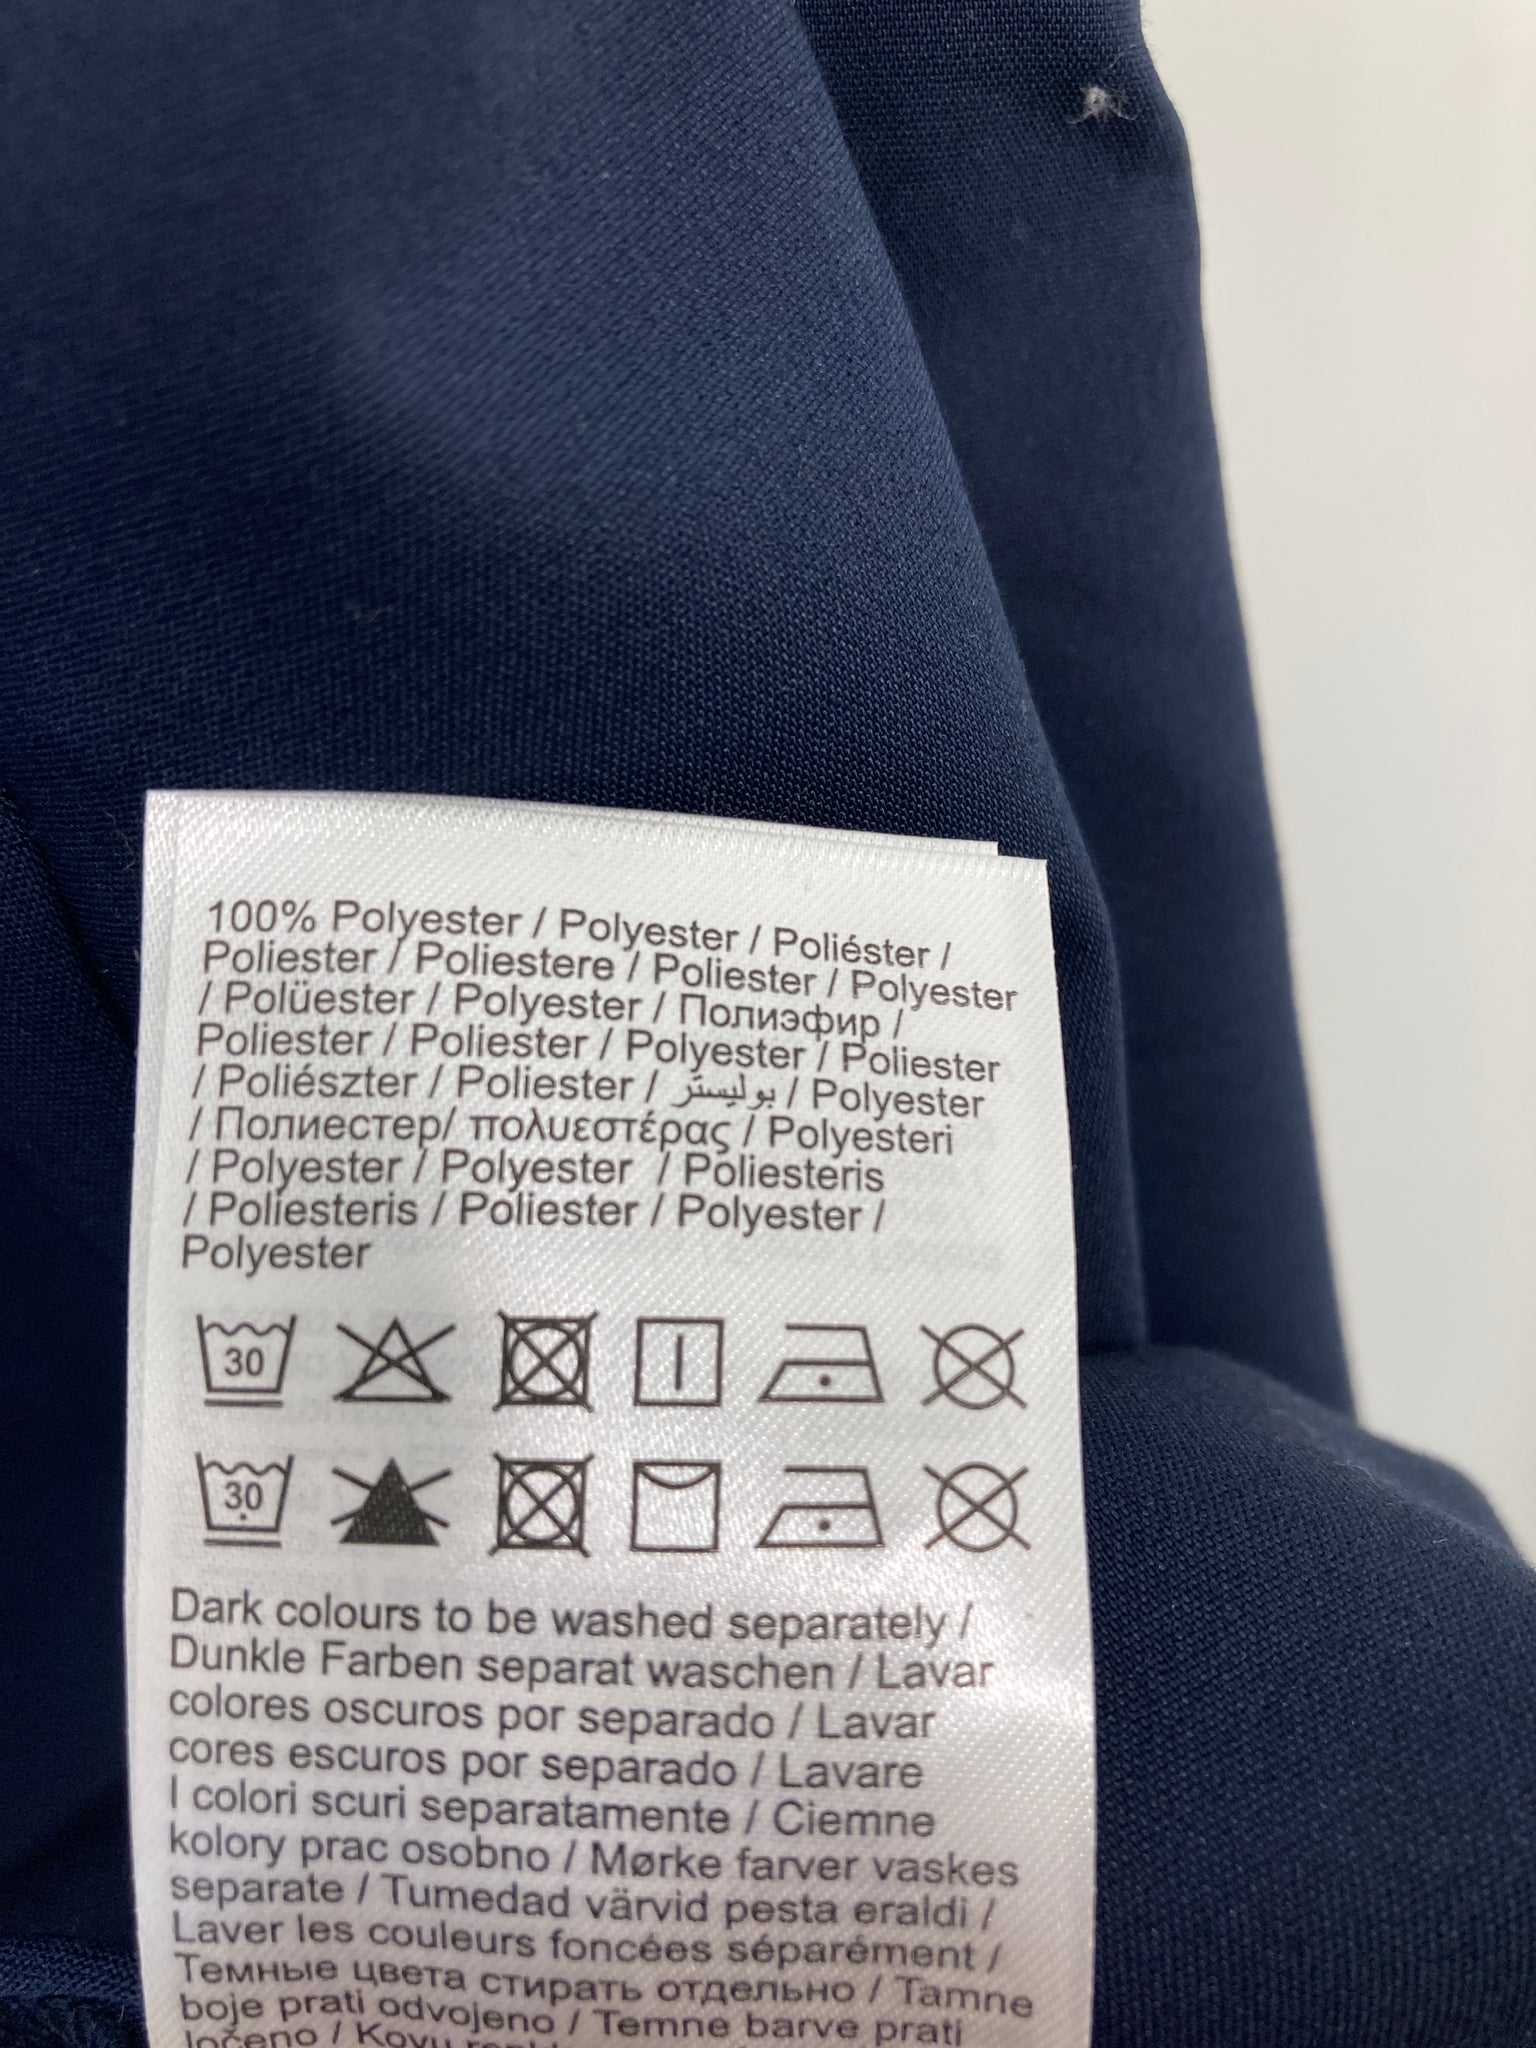 100% Polyester / Polyester / Poliéster /
Poliester / Poliestere / Poliester / Polyester
/ Polüester / Polyester / Полиэфир /
Poliester / Poliester / Polyester / Poliester
/ Poliészter / Poliester / بوليستر / Polyester
/ Полиестер/ πολυεστέρας / Polyesteri
/ Polyester / Polyester / Poliesteris
/ Poliesteris / Poliester / Polyester /
Polyester
30
30
Dark colours to be washed separately /
Dunkle Farben separat waschen / Lavar
colores oscuros por separado / Lavar
cores escuros por separado / Lavare
I colori scuri separatamente / Ciemne
kolory prac osobno / Mørke farver vaskes
separate / Tumedad värvid pesta eraldi /
Laver les couleurs foncées séparément /
Темные цвета стирать отдельно / Tamne
boje prati odvojeno / Temne barve prati
ločeno / Koyu